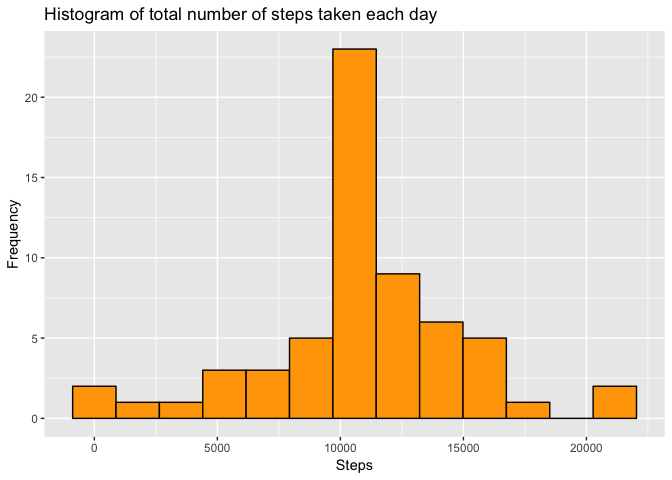 Histogram of total number of steps taken each day
20
15
10
5
0
Frequency
0 5000 10000 15000 20000
Steps